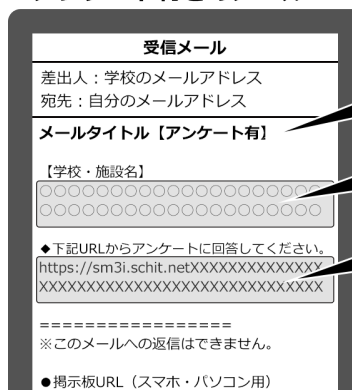 受信メール
差出人：学校のメールアドレス
宛先：自分のメールアドレス
メールタイトル【アンケート有】
【学校・施設名】
○○○○○○○○○○○○○○○○○○○○
○○○○○○○○○○○○○○○○○○○○
◆下記URLからアンケートに回答してください。
https://sm3i.schit.netXXXXXXXXXXXXXX
XXXXXXXXXXXXXXXXXXXXXXXXXXXXX
=================
※このメールへの返信はできません。
●掲示板URL（スマホ・パソコン用）